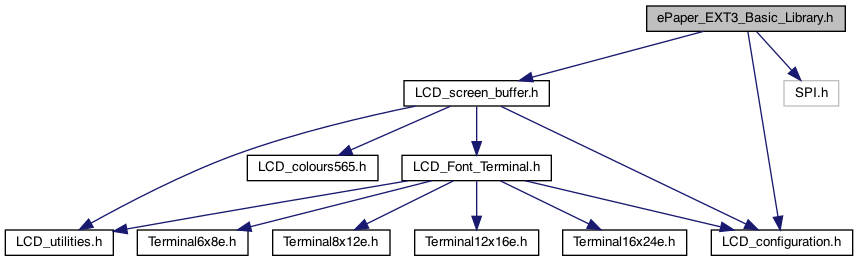 ePaper_EXT3_Basic_Library.h
LCD_screen_buffer.h
SPI.h
LCD_colours565.h
LCD_Font_Terminal.h
LCD_utilities.h
Terminal6x8e.h
Terminal8x12e.h
Terminal12x16e.h
Terminal16x24e.h
LCD_configuration.h